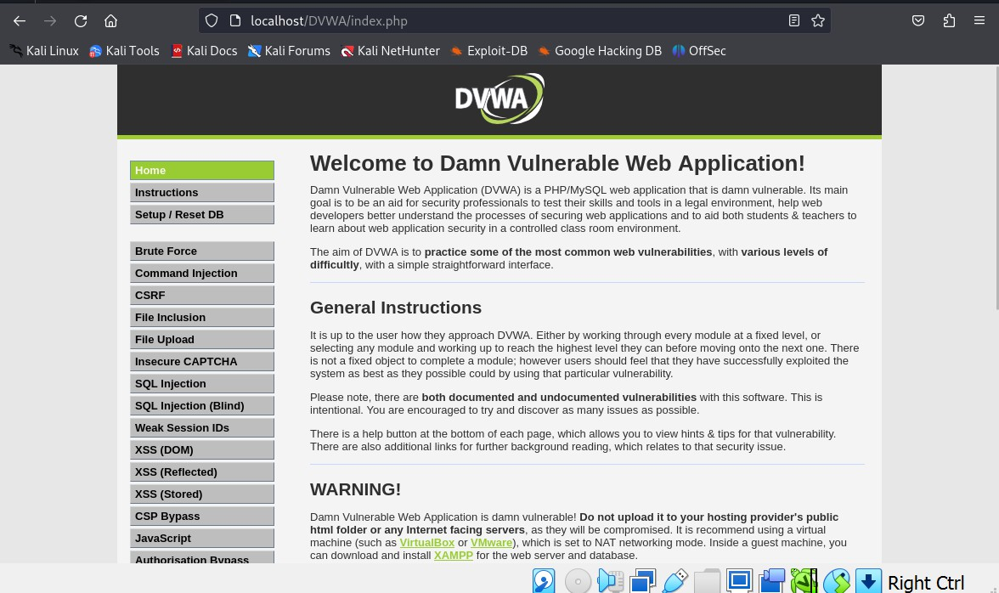 localhost/DVWA/index.php
Kali Linux Kali Tools Kali Docs Kali Forums Kali NetHunter Exploit-DB Google Hacking DB OffSec
DVWA
Home
Instructions
Setup / Reset DB
Brute Force
Command Injection
CSRF
File Inclusion
File Upload
Insecure CAPTCHA
SQL Injection
SQL Injection (Blind)
Weak Session IDs
XSS (DOM)
XSS (Reflected)
XSS (Stored)
CSP Bypass
JavaScript
Authorisation Bypass
Welcome to Damn Vulnerable Web Application!
Damn Vulnerable Web Application (DVWA) is a PHP/MySQL web application that is damn vulnerable. Its main
goal is to be an aid for security professionals to test their skills and tools in a legal environment, help web
developers better understand the processes of securing web applications and to aid both students & teachers to
learn about web application security in a controlled class room environment.
The aim of DVWA is to practice some of the most common web vulnerabilities, with various levels of
difficultly, with a simple straightforward interface.
General Instructions
It is up to the user how they approach DVWA. Either by working through every module at a fixed level, or
selecting any module and working up to reach the highest level they can before moving onto the next one. There
is not a fixed object to complete a module; however users should feel that they have successfully exploited the
system as best as they possible could by using that particular vulnerability.
Please note, there are both documented and undocumented vulnerabilities with this software. This is
intentional. You are encouraged to try and discover as many issues as possible.
There is a help button at the bottom of each page, which allows you to view hints & tips for that vulnerability.
There are also additional links for further background reading, which relates to that security issue.
WARNING!
Damn Vulnerable Web Application is damn vulnerable! Do not upload it to your hosting provider's public
html folder or any Internet facing servers, as they will be compromised. It is recommend using a virtual
machine (such as VirtualBox or VMware), which is set to NAT networking mode. Inside a guest machine, you
can download and install XAMPP for the web server and database.
Right Ctrl